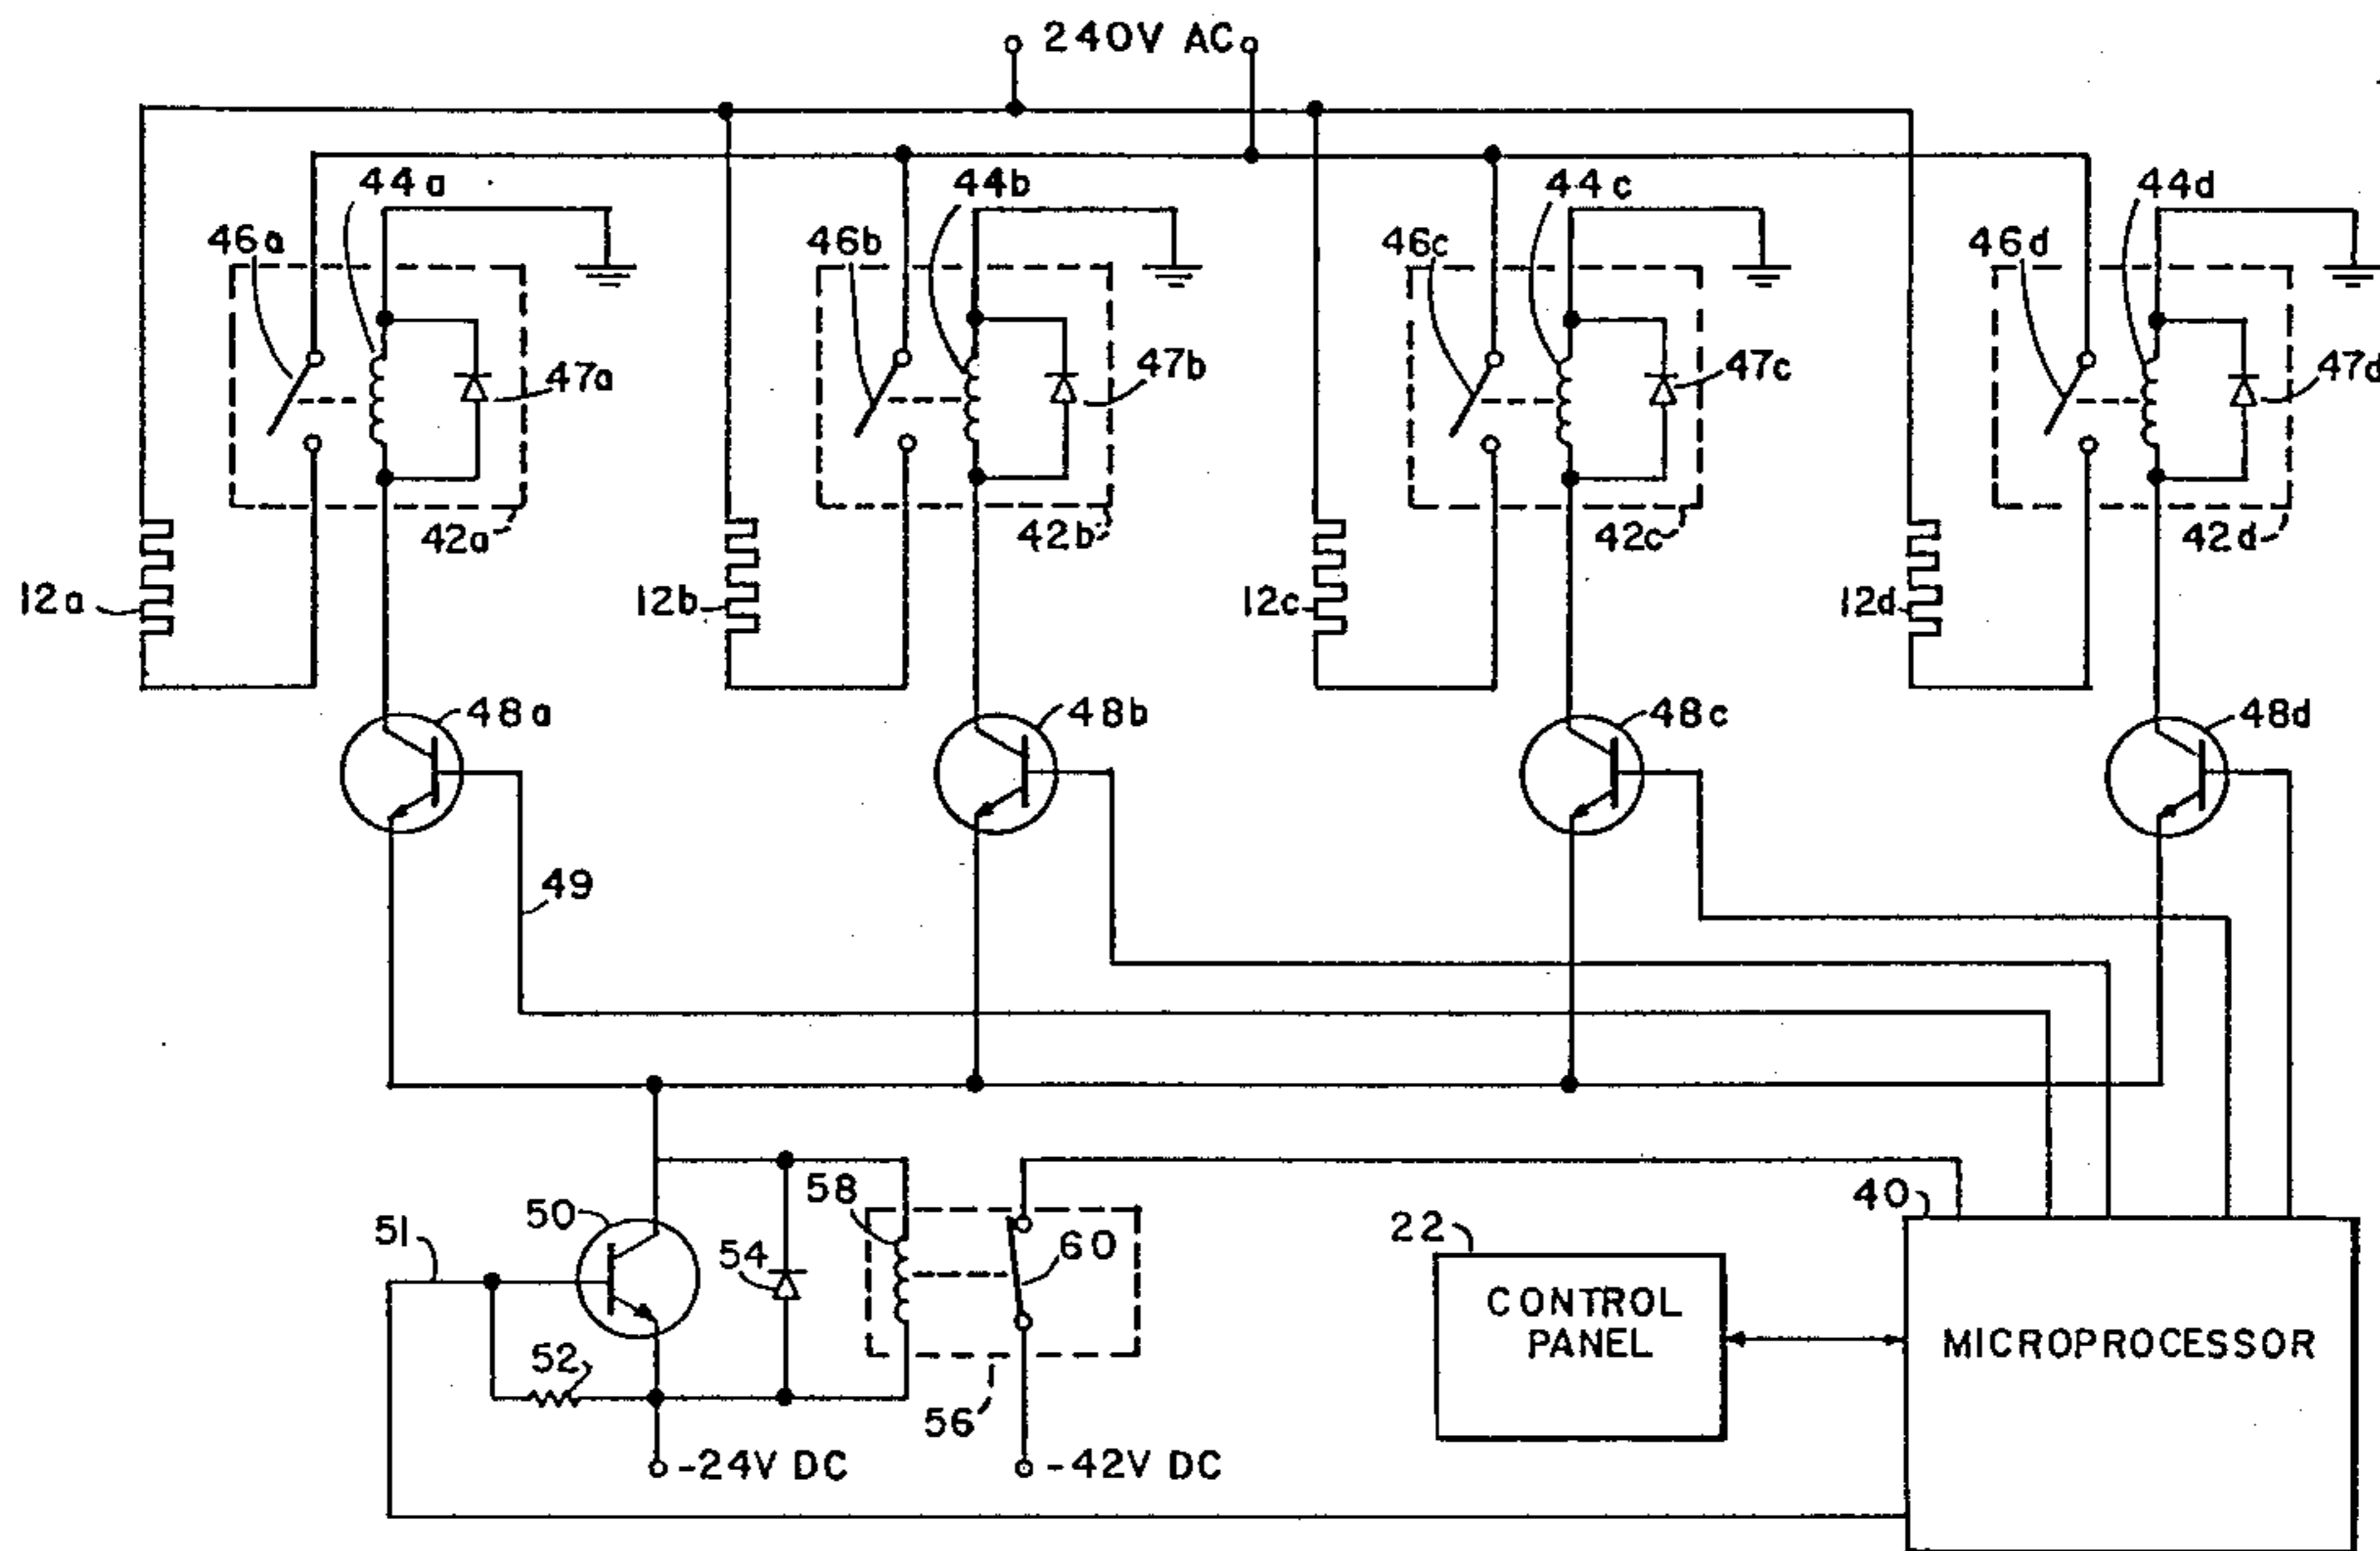 240V AC
44a
44b
44c
44d
46a
46b
46c
46d
47a
47b
47c
47d
42a
42b
42c
42d
12a
12b
12c
12d
48a
48b
48c
48d
49
58
40
50
51
22
54
60
CONTROL
PANEL
MICROPROCESSOR
52
56
-24V DC
-42V DC